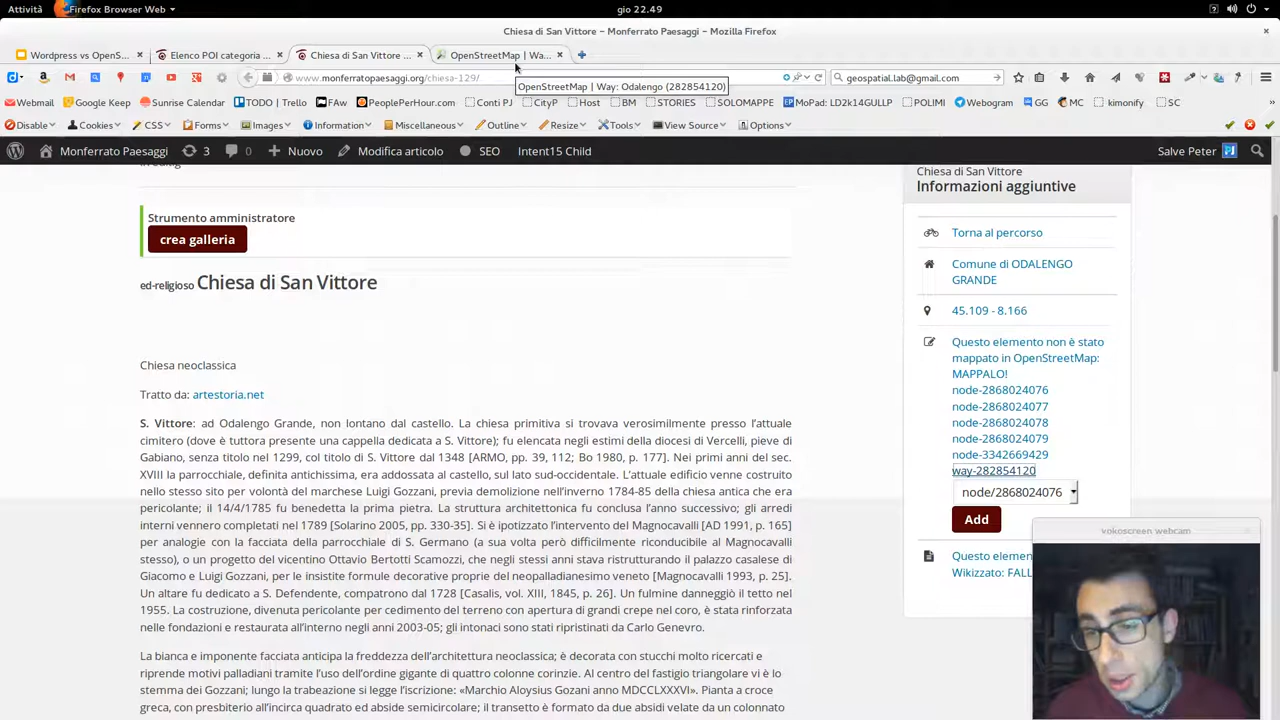 Attività Firefox Browser Web gio 22.49
Chiesa di San Vittore - Monferrato Paesaggi - Mozilla Firefox
Wordpress vs OpenS... Elenco POI categoria ... Chiesa di San Vittore ... OpenStreetMap | Wa...
www.monferratopaesaggi.org/chiesa-129/ geospatial.lab@gmail.com
OpenStreetMap | Way: Odalengo (282854120)
Webmail Google Calendar Sunrise Calendar TODO | Trello FAw PeoplePerHour.com Conti PJ CityP Host BM STORIES SOLOMAPPE MoPad: LD2k14GULLP POLIMI Webogram GG MC kimonify SC
Disable Cookies CSS Forms Images Information Miscellaneous Outline Resize Tools View Source Options
Monferrato Paesaggi 3 0 Nuovo Modifica articolo SEO Intent15 Child Salve Peter
Strumento amministratore
crea galleria
ed-religioso Chiesa di San Vittore
Chiesa neoclassica
Tratto da: artestoria.net
S. Vittore: ad Odalengo Grande, non lontano dal castello. La chiesa primitiva si trovava verosimilmente presso l'attuale
cimitero (dove è tuttora presente una cappella dedicata a S. Vittore); fu elencata negli estimi della diocesi di Vercelli, pieve di
Gabiano, senza titolo nel 1299, col titolo di S. Vittore dal 1348 [ARMO, pp. 39, 112; Bo 1980, p. 177]. Nei primi anni del sec.
XVIII la parrocchiale, definita antichissima, era addossata al castello, sul lato sud-occidentale. L'attuale edificio venne costruito
nello stesso sito per volontà del marchese Luigi Gozzani, previa demolizione nell'inverno 1784-85 della chiesa antica che era
pericolante; il 14/4/1785 fu benedetta la prima pietra. La struttura architettonica fu conclusa l'anno successivo; gli arredi
interni vennero completati nel 1789 [Solarino 2005, pp. 330-35]. Si è ipotizzato l'intervento del Magnocavalli [AD 1991, p. 165]
per analogie con la facciata della parrocchiale di S. Germano (a sua volta però difficilmente riconducibile al Magnocavalli
stesso), o un progetto del vicentino Ottavio Bertotti Scamozzi, che negli stessi anni stava ristrutturando il palazzo casalese di
Giacomo e Luigi Gozzani, per le insistite formule decorative proprie del neopalladianesimo veneto [Magnocavalli 1993, p. 25].
Un altare fu dedicato a S. Defendente, compatrono dal 1728 [Casalis, vol. XIII, 1845, p. 26]. Un fulmine danneggiò il tetto nel
1955. La costruzione, divenuta pericolante per cedimento del terreno con apertura di grandi crepe nel coro, è stata rinforzata
nelle fondazioni e restaurata all'interno negli anni 2003-05; gli intonaci sono stati ripristinati da Carlo Genevro.
La bianca e imponente facciata anticipa la freddezza dell'architettura neoclassica; è decorata con stucchi molto ricercati e
riprende motivi palladiani tramite l'uso dell'ordine gigante di quattro colonne corinzie. Al centro del fastigio triangolare vi è lo
stemma dei Gozzani; lungo la trabeazione si legge l'iscrizione: «Marchio Aloysius Gozani anno MDCCLXXXVI». Pianta a croce
greca, con presbiterio all'incirca quadrato ed abside semicircolare; il transetto è formato da due absidi velate da un colonnato
Chiesa di San Vittore
Informazioni aggiuntive
Torna al percorso
Comune di ODALENGO
GRANDE
45.109 - 8.166
Questo elemento non è stato
mappato in OpenStreetMap:
MAPPALO!
node-2868024076
node-2868024077
node-2868024078
node-2868024079
node-3342669429
way-282854120
node/2868024076
Add
Questo elemen
Wikizzato: FALL
vokoscreen webcam